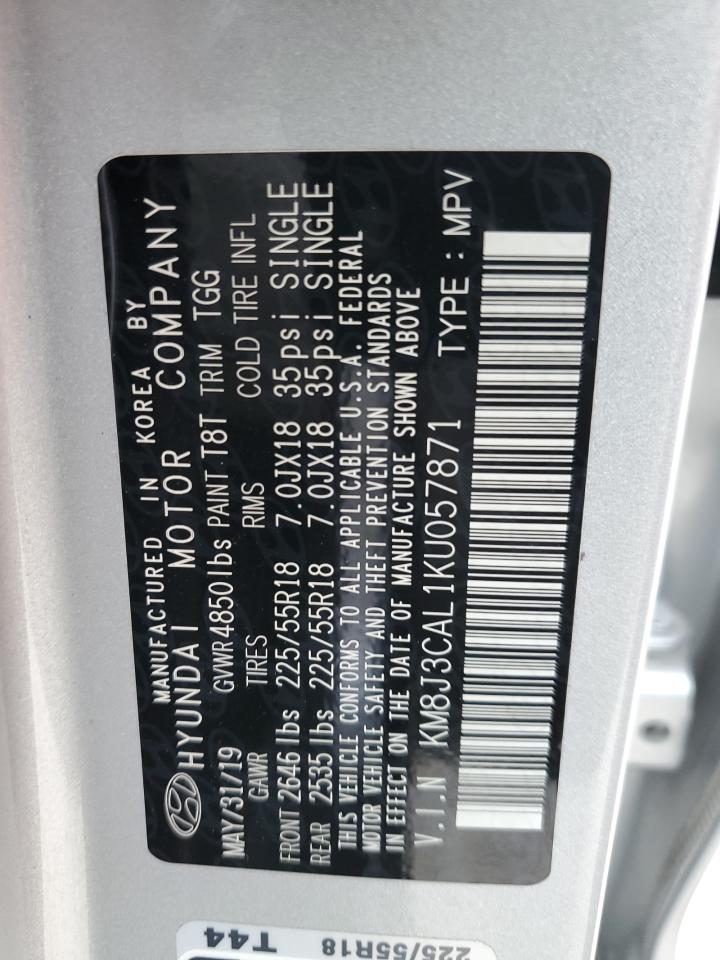 MANUFACTURED IN KOREA BY
HYUNDAI MOTOR COMPANY
MAY/31/19 GVWR 4850 lbs PAINT T8T TRIM TGG
GAWR TIRES RIMS COLD TIRE INFL
FRONT 2646 lbs 225/55R18 7.0JX18 35psi SINGLE
REAR 2535 lbs 225/55R18 7.0JX18 35psi SINGLE
THIS VEHICLE CONFORMS TO ALL APPLICABLE U.S.A. FEDERAL
MOTOR VEHICLE SAFETY AND THEFT PREVENTION STANDARDS
IN EFFECT ON THE DATE OF MANUFACTURE SHOWN ABOVE
V.I.N KM8J3CAL1KU057871 TYPE : MPV
T44
225/55R18